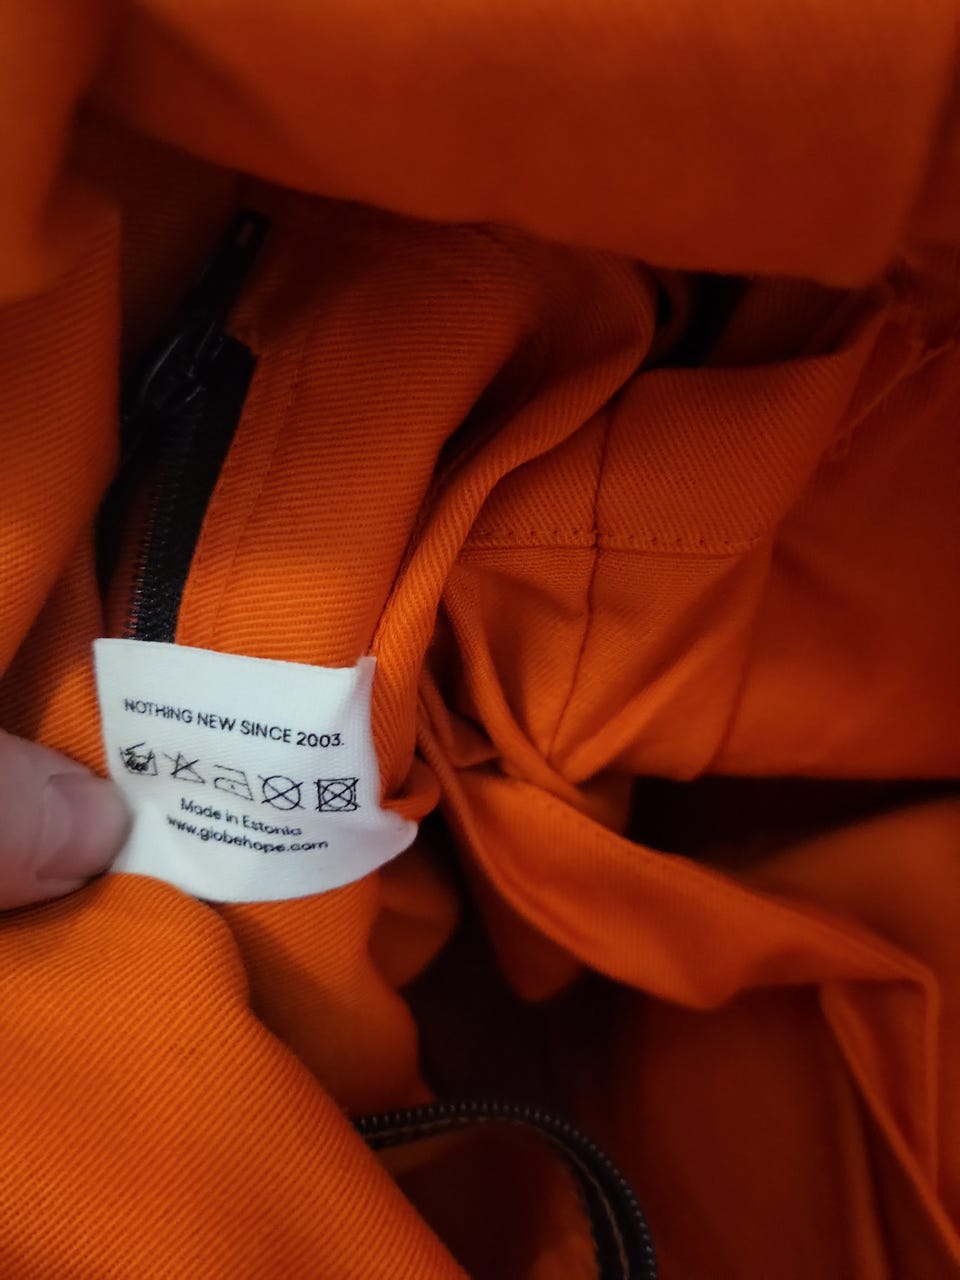 NOTHING NEW SINCE 2003.
Made in Estonia
www.globehope.com